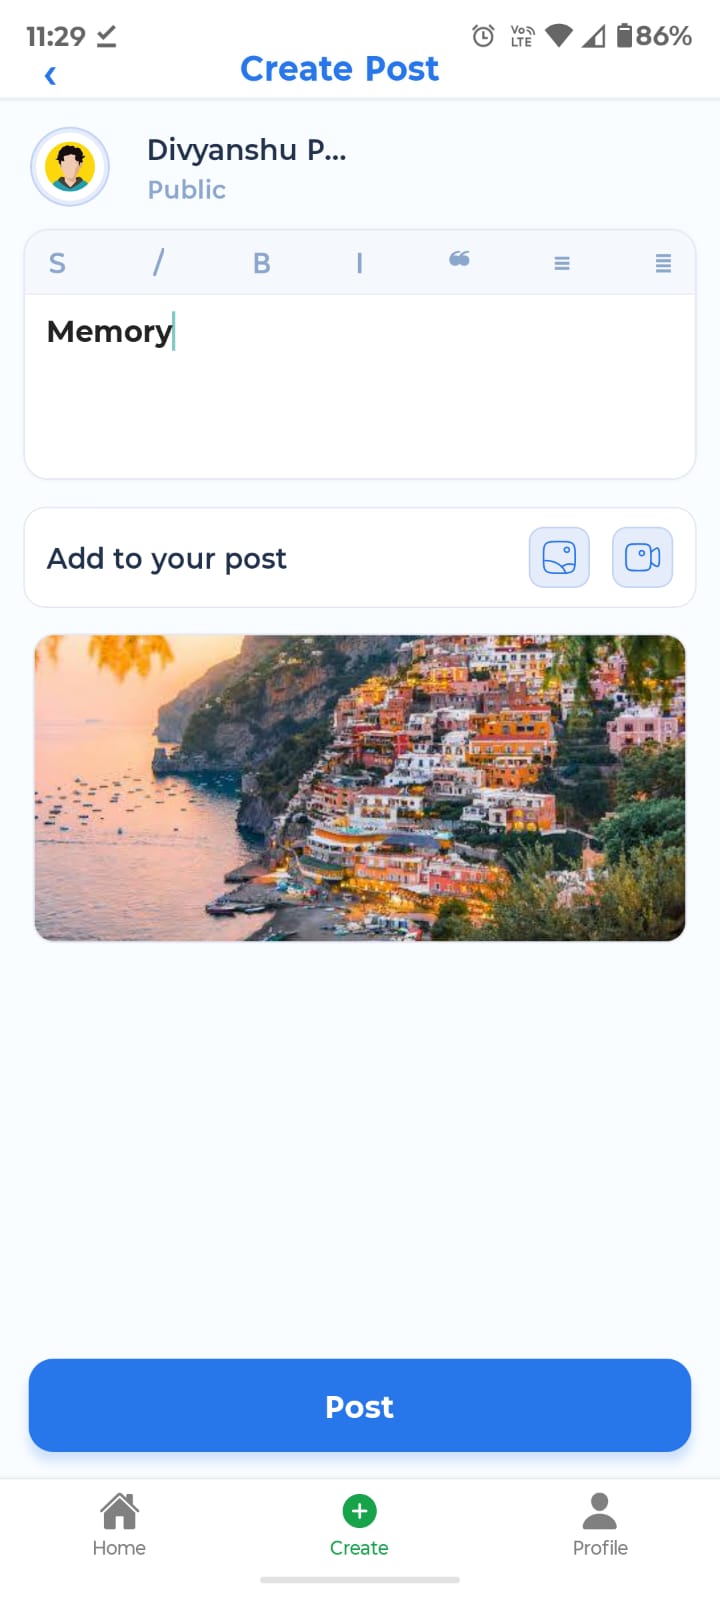 11:29 86%
Vo LTE
Create Post
Divyanshu P...
Public
S / B I ❝ ≡ ≣
Memory
Add to your post
Post
Home Create Profile